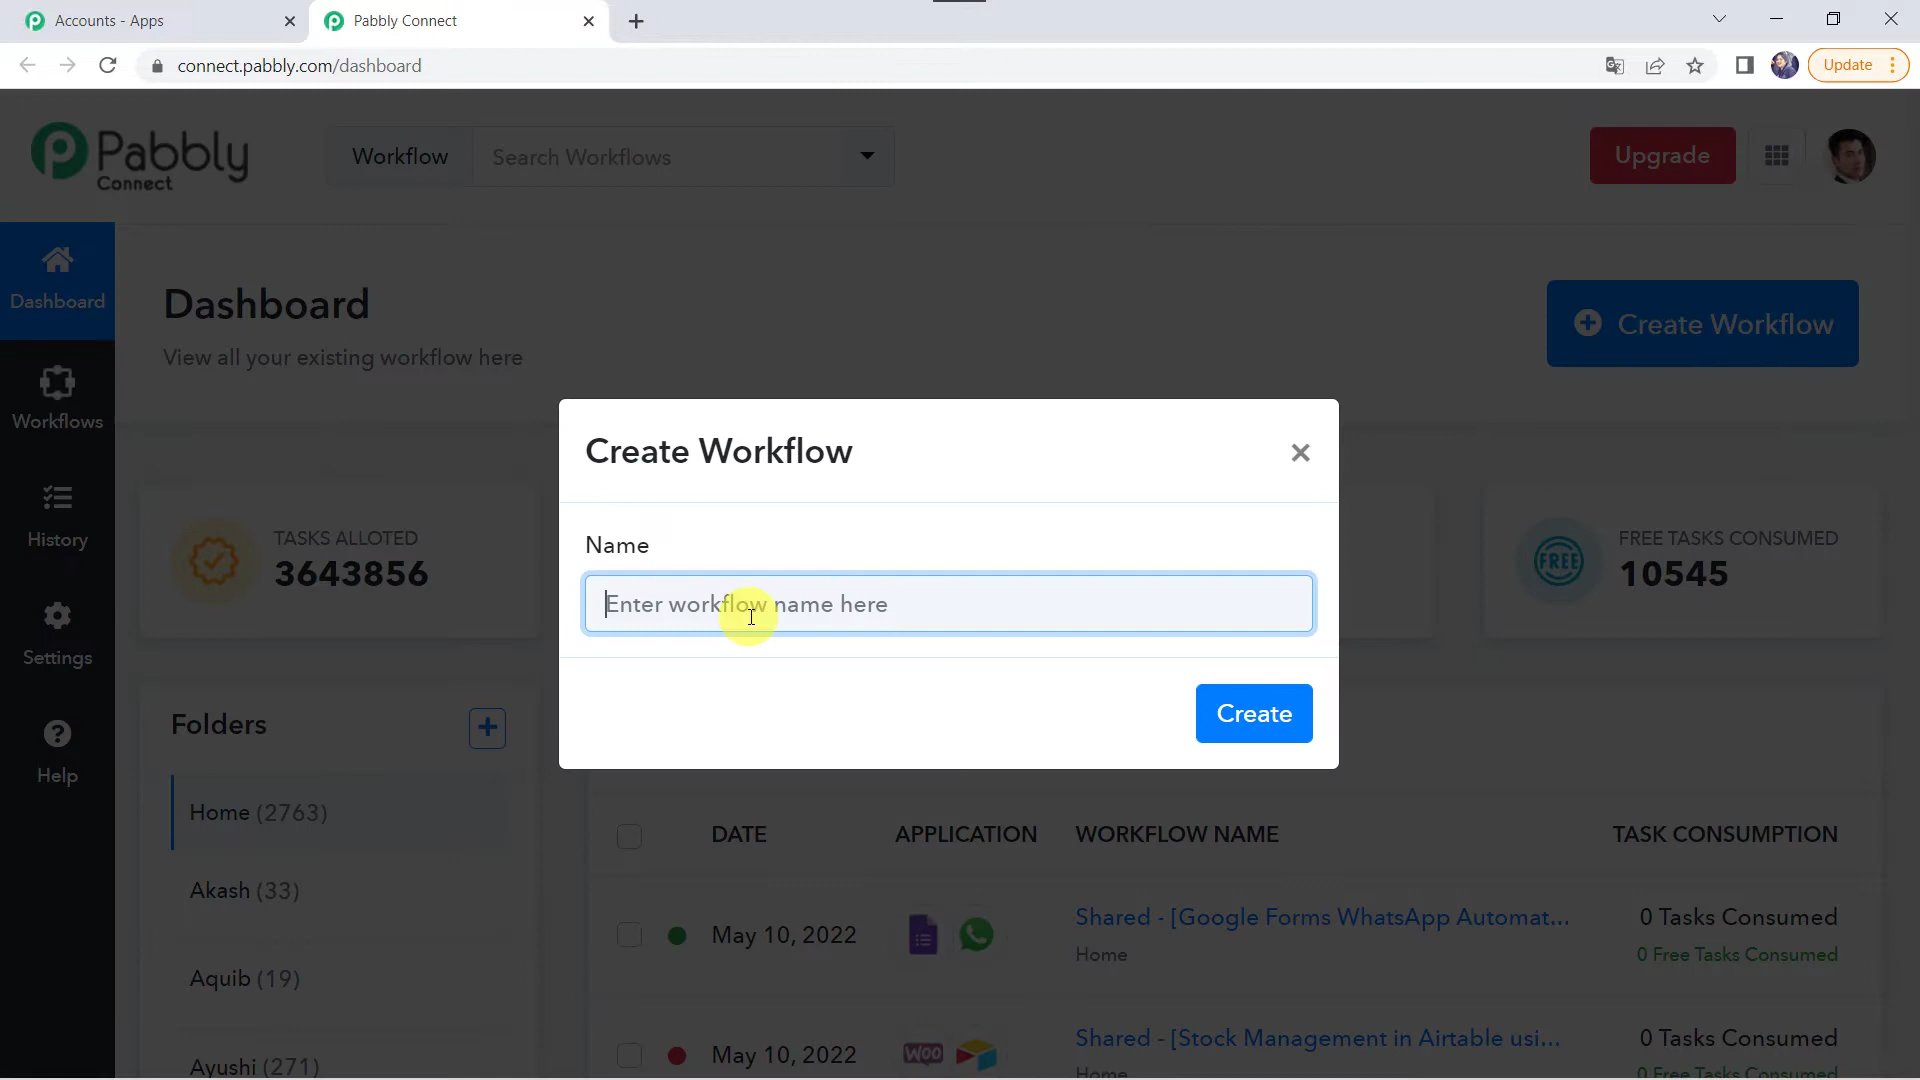 Accounts - Apps
Pabbly Connect
connect.pabbly.com/dashboard
Update
Pabbly
Connect
Workflow
Search Workflows
Upgrade
Dashboard
Dashboard
View all your existing workflow here
Create Workflow
Workflows
Create Workflow
×
Name
Enter workflow name here
Create
History
TASKS ALLOTED
3643856
FREE
FREE TASKS CONSUMED
10545
Settings
Folders
Help
Home (2763)
Akash (33)
Aquib (19)
Ayushi (271)
DATE
APPLICATION
WORKFLOW NAME
TASK CONSUMPTION
May 10, 2022
Shared - [Google Forms WhatsApp Automat...
0 Tasks Consumed
Home
0 Free Tasks Consumed
May 10, 2022
WOO
Shared - [Stock Management in Airtable usi...
0 Tasks Consumed
Home
0 Free Tasks Consumed